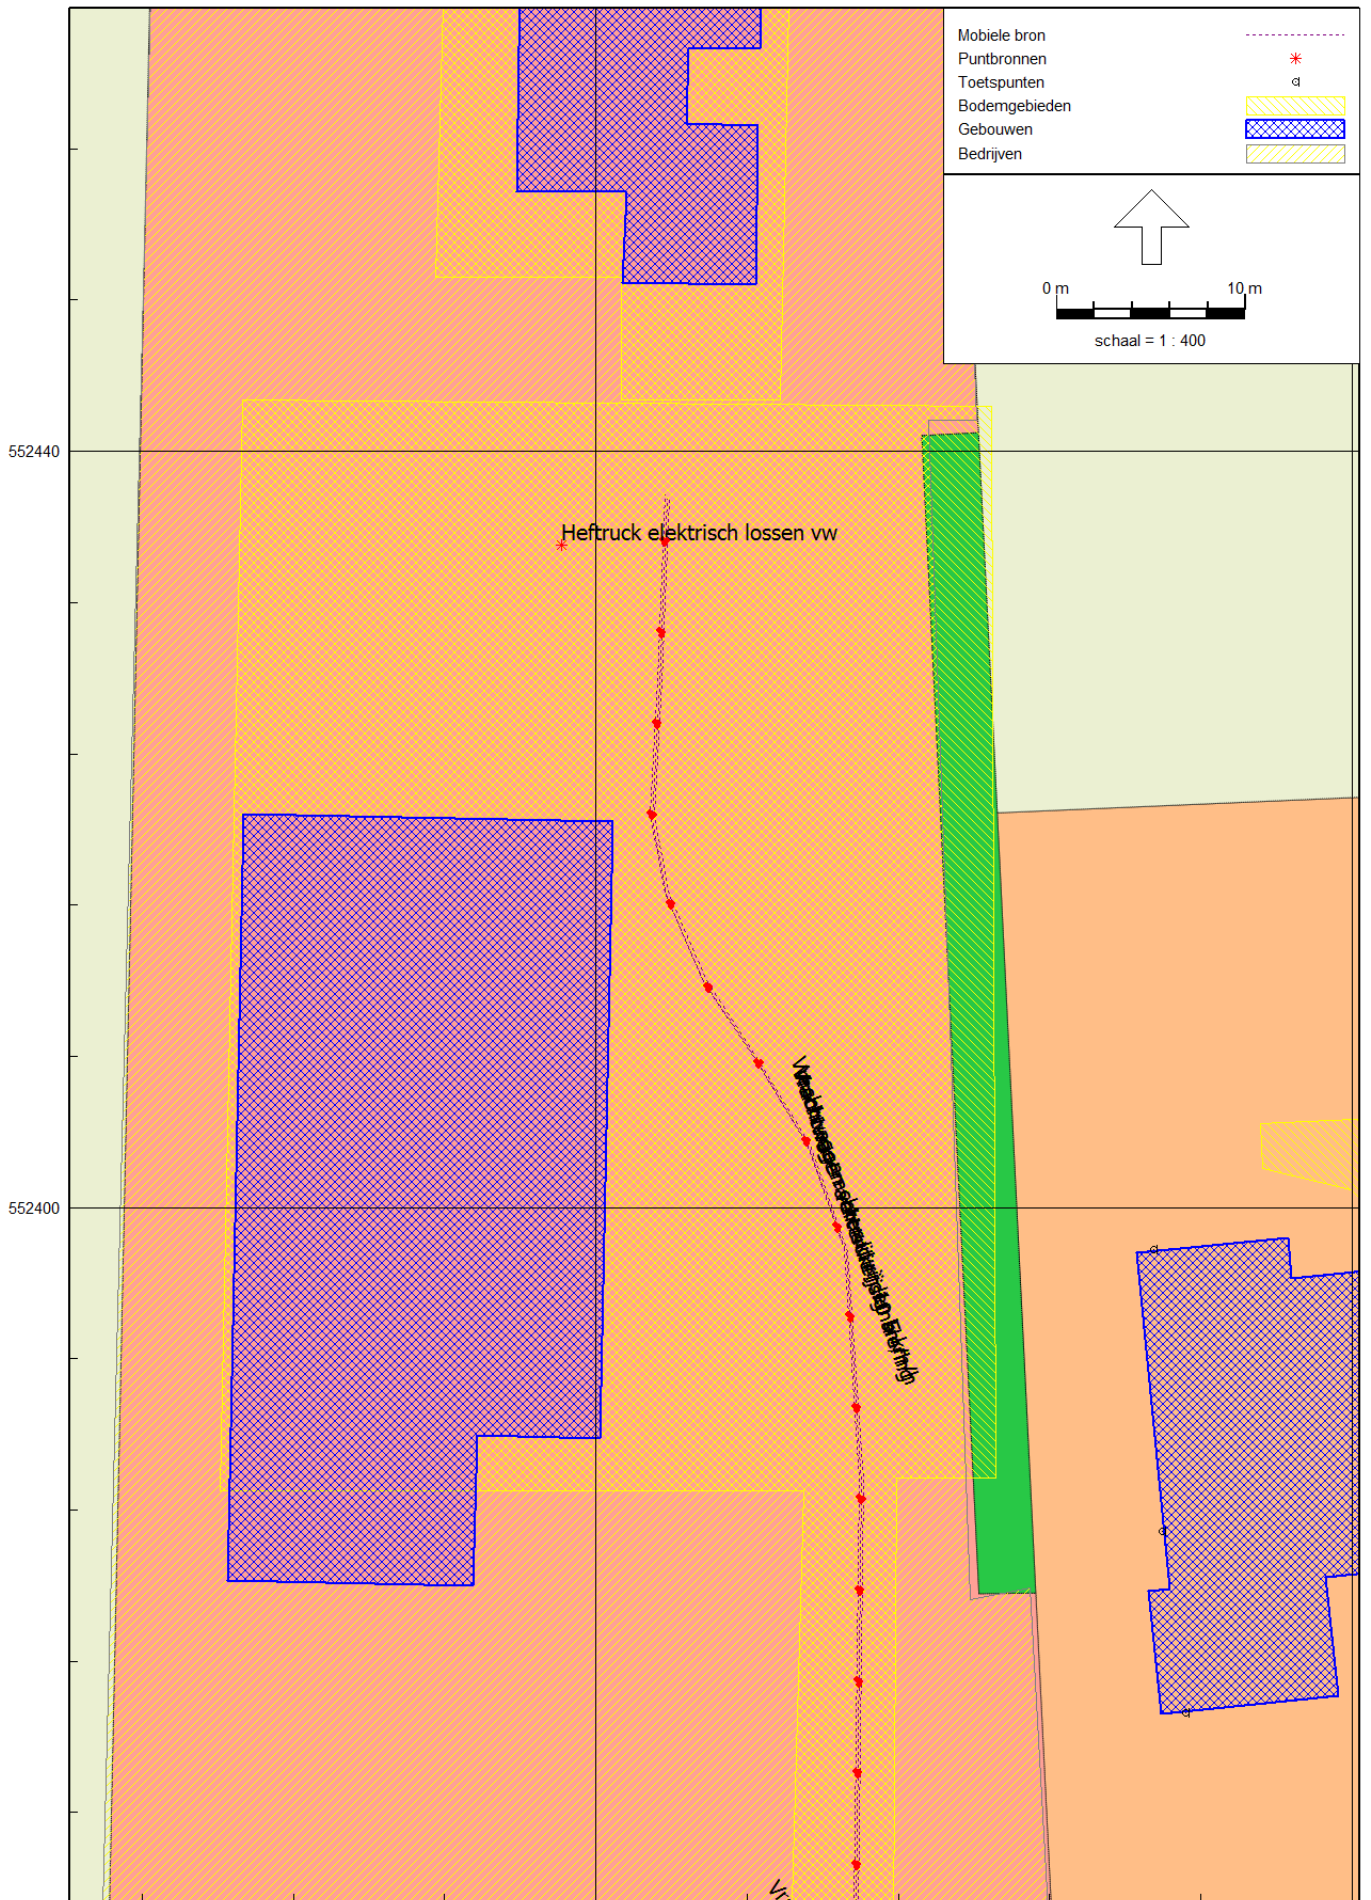 Mobiele bron
Puntbronnen
Toetspunten
Bodemgebieden
Gebouwen
Bedrijven
0 m 10 m
schaal = 1 : 400
552440
Heftruck elektrisch lossen vw
552400